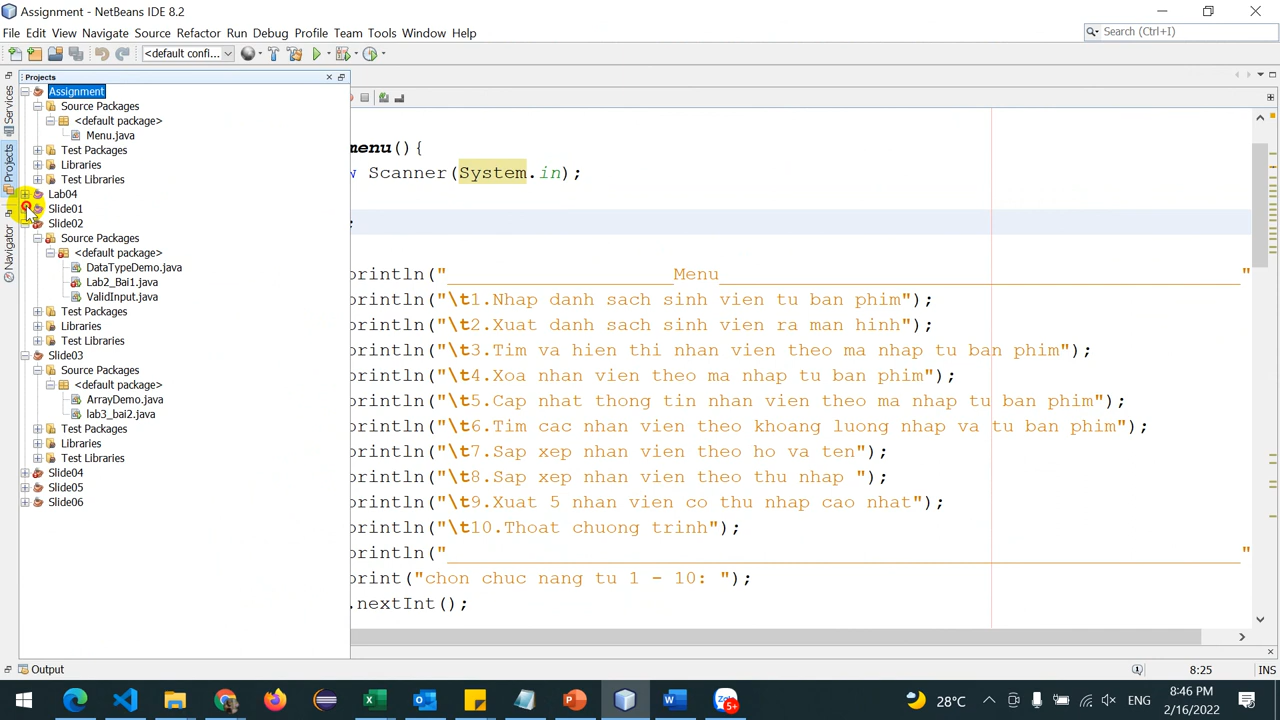 Assignment - NetBeans IDE 8.2
File Edit View Navigate Source Refactor Run Debug Profile Team Tools Window Help
Search (Ctrl+I)
<default confi...
Projects
Services
Projects
Navigator
Assignment
Source Packages
<default package>
Menu.java
Test Packages
Libraries
Test Libraries
Lab04
Slide01
Slide02
Source Packages
<default package>
DataTypeDemo.java
Lab2_Bai1.java
ValidInput.java
Test Packages
Libraries
Test Libraries
Slide03
Source Packages
<default package>
ArrayDemo.java
lab3_bai2.java
Test Packages
Libraries
Test Libraries
Slide04
Slide05
Slide06
menu(){
w Scanner(System.in);
;
println("____________________Menu______________________________________________"
println("\t1.Nhap danh sach sinh vien tu ban phim");
println("\t2.Xuat danh sach sinh vien ra man hinh");
println("\t3.Tim va hien thi nhan vien theo ma nhap tu ban phim");
println("\t4.Xoa nhan vien theo ma nhap tu ban phim");
println("\t5.Cap nhat thong tin nhan vien theo ma nhap tu ban phim");
println("\t6.Tim cac nhan vien theo khoang luong nhap va tu ban phim");
println("\t7.Sap xep nhan vien theo ho va ten");
println("\t8.Sap xep nhan vien theo thu nhap ");
println("\t9.Xuat 5 nhan vien co thu nhap cao nhat");
println("\t10.Thoat chuong trinh");
println("______________________________________________________________________"
print("chon chuc nang tu 1 - 10: ");
.nextInt();
Output
8:25 INS
5+
28°C
ENG
8:46 PM
2/16/2022